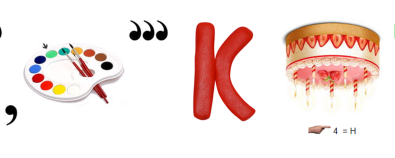 ,
,,,
K
4 = H